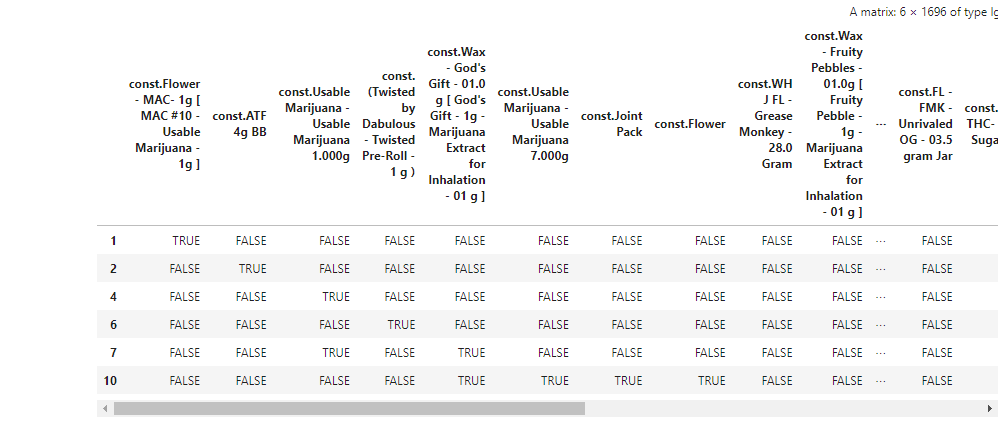 A matrix: 6 × 1696 of type lg
const.Flower
- MAC- 1g [
MAC #10 -
Usable
Marijuana -
1g ]
const.ATF
4g BB
const.Usable
Marijuana -
Usable
Marijuana
1.000g
const.
(Twisted
by
Dabulous
- Twisted
Pre-Roll -
1 g )
const.Wax
- God's
Gift - 01.0
g [ God's
Gift - 1g -
Marijuana
Extract
for
Inhalation
- 01 g ]
const.Usable
Marijuana -
Usable
Marijuana
7.000g
const.Joint
Pack
const.Flower
const.WH
J FL -
Grease
Monkey -
28.0
Gram
const.Wax
- Fruity
Pebbles -
01.0g [
Fruity
Pebble -
1g -
Marijuana
Extract
for
Inhalation
- 01 g ]
...
const.FL -
FMK -
Unrivaled
OG - 03.5
gram Jar
const.
THC-
Suga
1 TRUE FALSE FALSE FALSE FALSE FALSE FALSE FALSE FALSE FALSE ... FALSE
2 FALSE TRUE FALSE FALSE FALSE FALSE FALSE FALSE FALSE FALSE ... FALSE
4 FALSE FALSE TRUE FALSE FALSE FALSE FALSE FALSE FALSE FALSE ... FALSE
6 FALSE FALSE FALSE TRUE FALSE FALSE FALSE FALSE FALSE FALSE ... FALSE
7 FALSE FALSE TRUE FALSE TRUE FALSE FALSE FALSE FALSE FALSE ... FALSE
10 FALSE FALSE FALSE FALSE TRUE TRUE TRUE TRUE FALSE FALSE ... FALSE